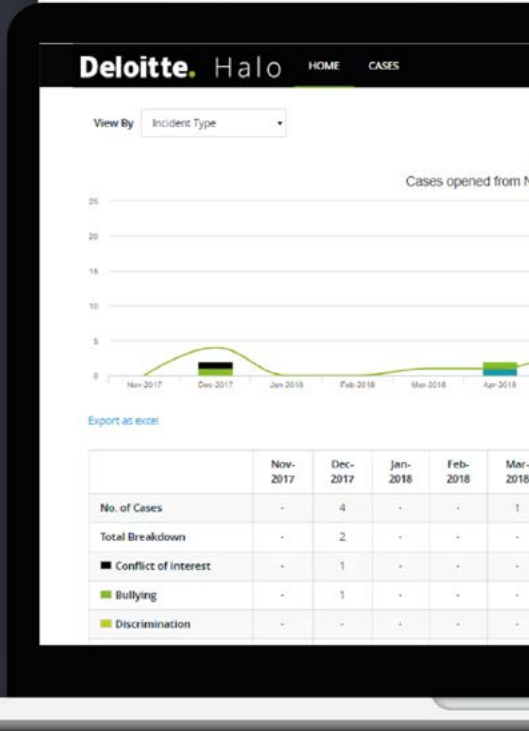 Deloitte. Halo HOME CASES
View By Incident Type
Cases opened from N
25
20
15
10
5
0
Nov-2017 Dec-2017 Jan-2018 Feb-2018 Mar-2018 Apr-2018
Export as excel
Nov-2017 Dec-2017 Jan-2018 Feb-2018 Mar-2018
No. of Cases - 4 - - 1
Total Breakdown - 2 - - -
Conflict of interest - 1 - - -
Bullying - 1 - - -
Discrimination - - - - -